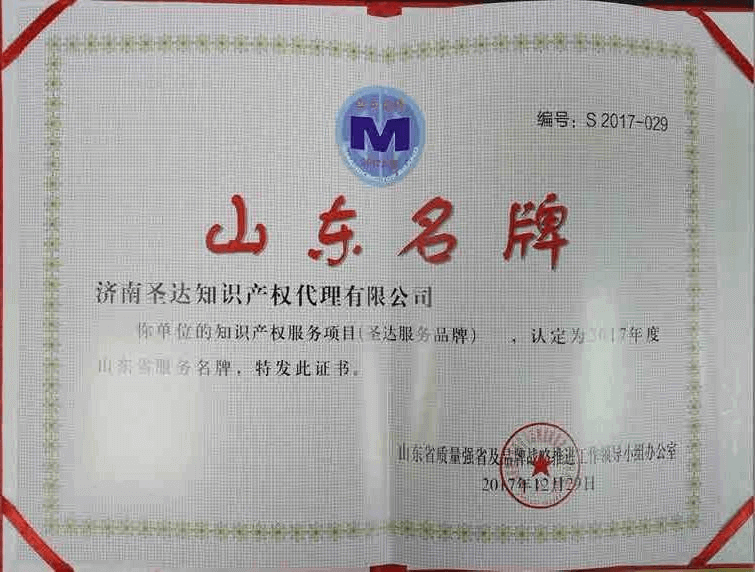 编号：S 2017-029
M
山东名牌
济南圣达知识产权代理有限公司
你单位的知识产权服务项目(圣达服务品牌)　，认定为2017年度
山东省服务名牌，特发此证书。
山东省质量强省及品牌战略推进工作领导小组办公室
2017年12月29日